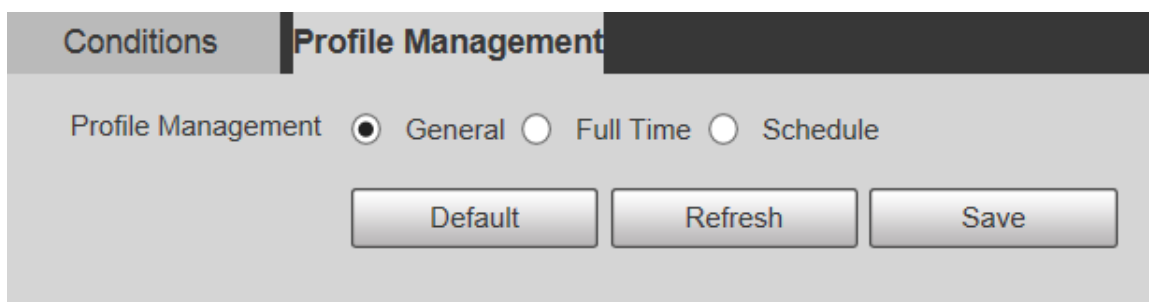 Conditions Profile Management
Profile Management General Full Time Schedule
Default Refresh Save